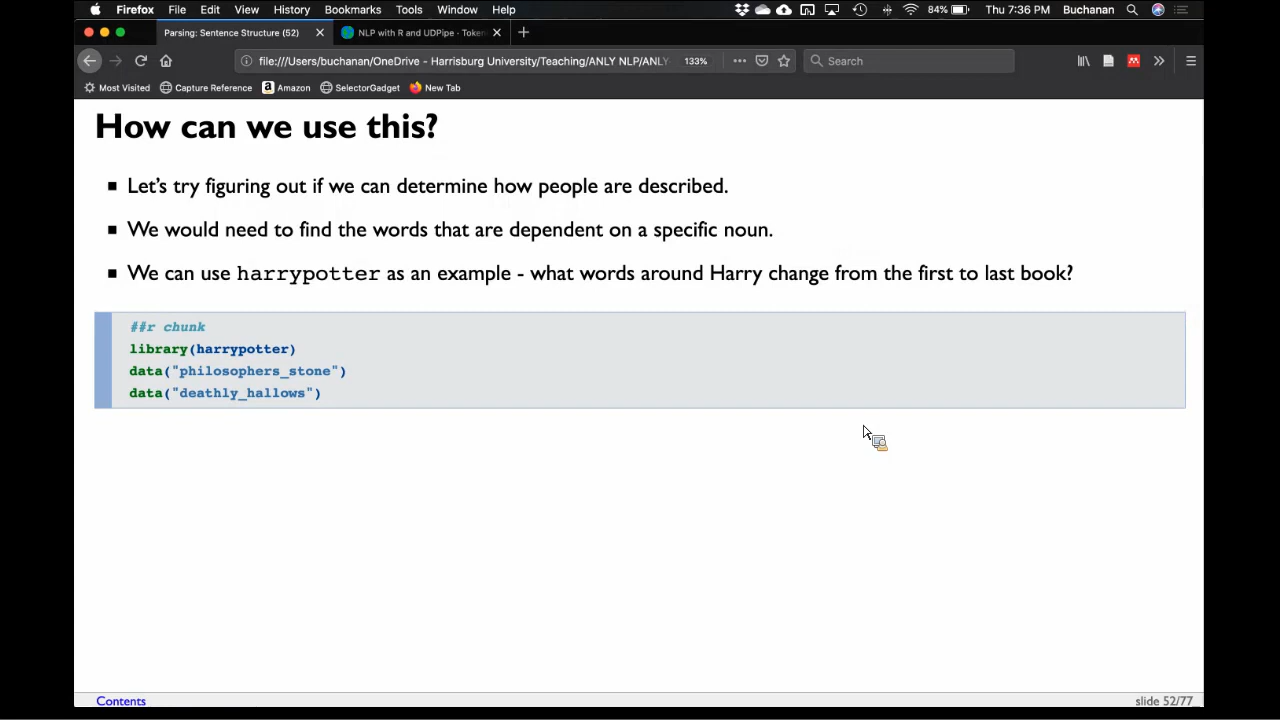 Firefox File Edit View History Bookmarks Tools Window Help 84% Thu 7:36 PM Buchanan
Parsing: Sentence Structure (52) NLP with R and UDPipe - Token
file:///Users/buchanan/OneDrive - Harrisburg University/Teaching/ANLY NLP/ANLY 133% Search
Most Visited Capture Reference Amazon SelectorGadget New Tab
How can we use this?
Let's try figuring out if we can determine how people are described.
We would need to find the words that are dependent on a specific noun.
We can use harrypotter as an example - what words around Harry change from the first to last book?
##r chunk
library(harrypotter)
data("philosophers_stone")
data("deathly_hallows")
Contents slide 52/77